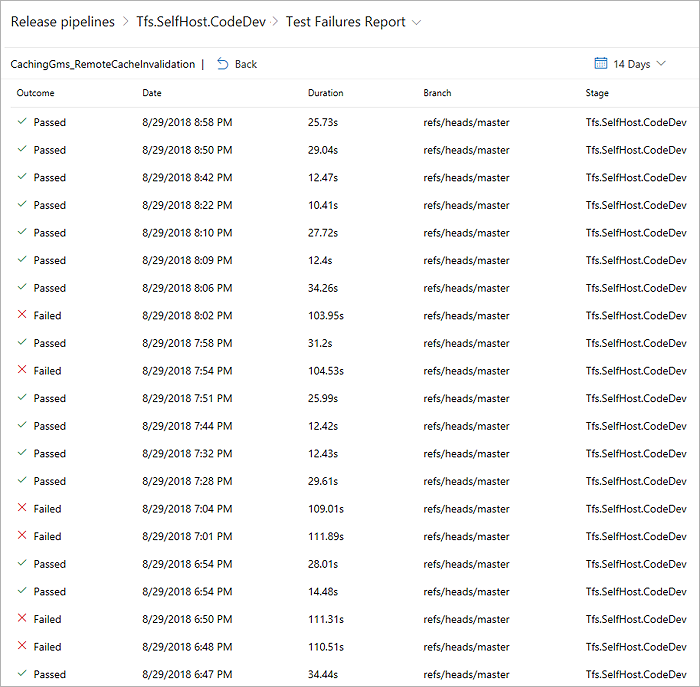 Release pipelines > Tfs.SelfHost.CodeDev > Test Failures Report
CachingGms_RemoteCacheInvalidation | Back 14 Days
Outcome Date Duration Branch Stage
Passed 8/29/2018 8:58 PM 25.73s refs/heads/master Tfs.SelfHost.CodeDev
Passed 8/29/2018 8:50 PM 29.04s refs/heads/master Tfs.SelfHost.CodeDev
Passed 8/29/2018 8:42 PM 12.47s refs/heads/master Tfs.SelfHost.CodeDev
Passed 8/29/2018 8:22 PM 10.41s refs/heads/master Tfs.SelfHost.CodeDev
Passed 8/29/2018 8:10 PM 27.72s refs/heads/master Tfs.SelfHost.CodeDev
Passed 8/29/2018 8:09 PM 12.4s refs/heads/master Tfs.SelfHost.CodeDev
Passed 8/29/2018 8:06 PM 34.26s refs/heads/master Tfs.SelfHost.CodeDev
Failed 8/29/2018 8:02 PM 103.95s refs/heads/master Tfs.SelfHost.CodeDev
Passed 8/29/2018 7:58 PM 31.2s refs/heads/master Tfs.SelfHost.CodeDev
Failed 8/29/2018 7:54 PM 104.53s refs/heads/master Tfs.SelfHost.CodeDev
Passed 8/29/2018 7:51 PM 25.99s refs/heads/master Tfs.SelfHost.CodeDev
Passed 8/29/2018 7:44 PM 12.42s refs/heads/master Tfs.SelfHost.CodeDev
Passed 8/29/2018 7:32 PM 12.43s refs/heads/master Tfs.SelfHost.CodeDev
Passed 8/29/2018 7:28 PM 29.61s refs/heads/master Tfs.SelfHost.CodeDev
Failed 8/29/2018 7:04 PM 109.01s refs/heads/master Tfs.SelfHost.CodeDev
Failed 8/29/2018 7:01 PM 111.89s refs/heads/master Tfs.SelfHost.CodeDev
Passed 8/29/2018 6:54 PM 28.01s refs/heads/master Tfs.SelfHost.CodeDev
Passed 8/29/2018 6:54 PM 14.48s refs/heads/master Tfs.SelfHost.CodeDev
Failed 8/29/2018 6:50 PM 111.31s refs/heads/master Tfs.SelfHost.CodeDev
Failed 8/29/2018 6:48 PM 110.51s refs/heads/master Tfs.SelfHost.CodeDev
Passed 8/29/2018 6:47 PM 34.44s refs/heads/master Tfs.SelfHost.CodeDev